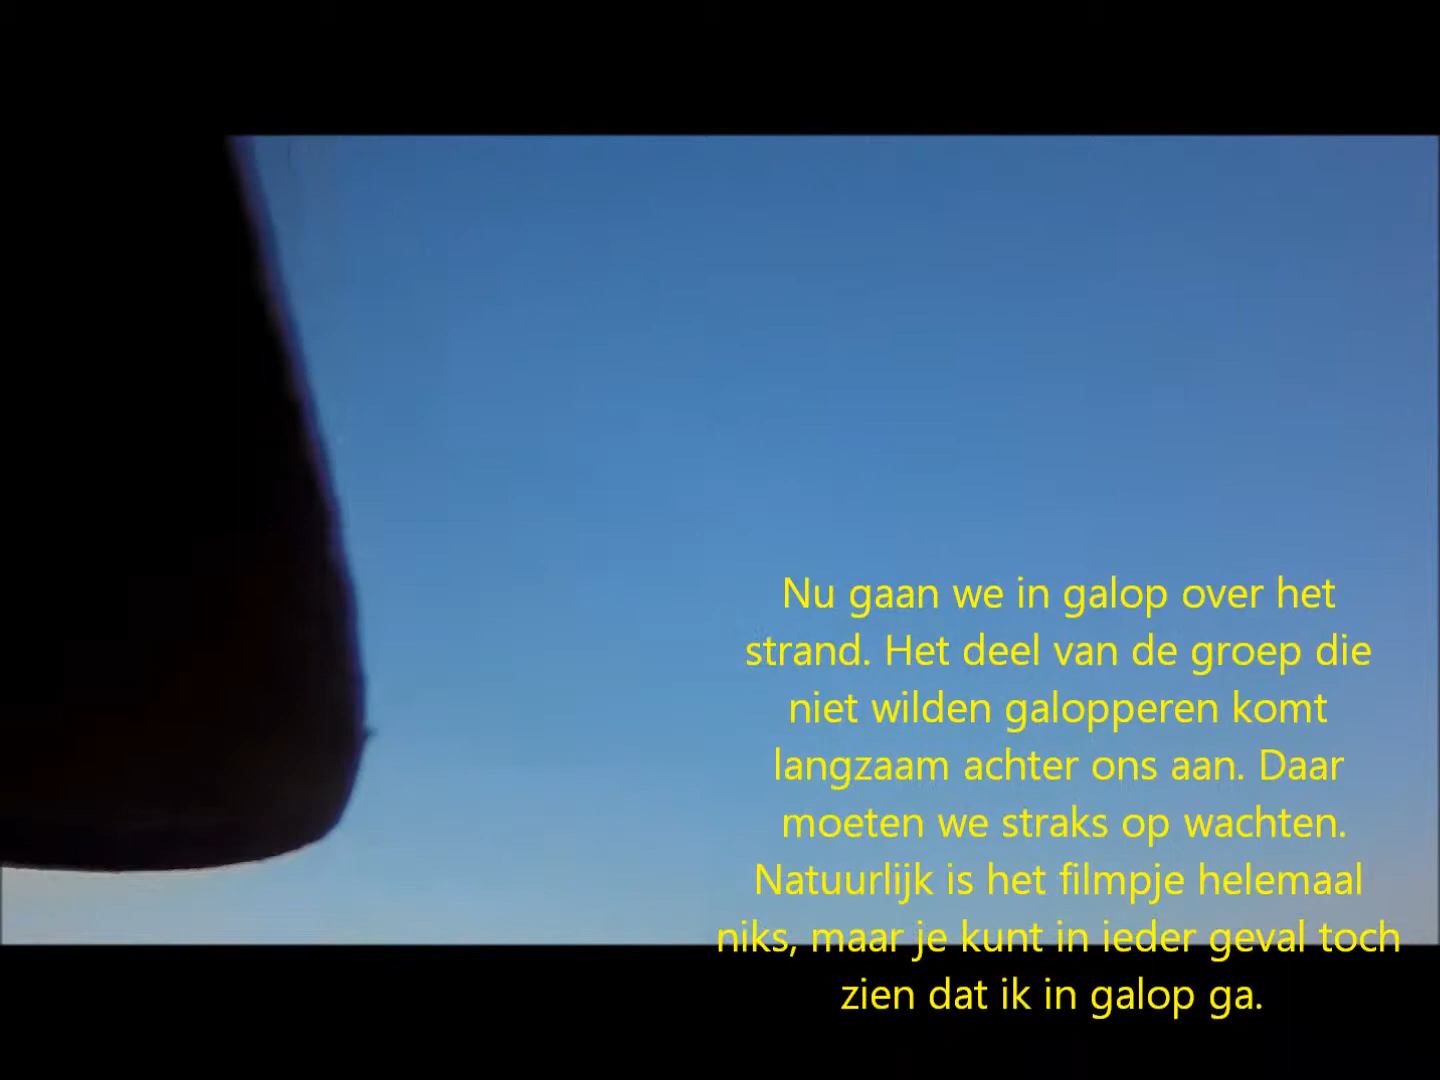 Nu gaan we in galop over het
strand. Het deel van de groep die
niet wilden galopperen komt
langzaam achter ons aan. Daar
moeten we straks op wachten.
Natuurlijk is het filmpje helemaal
niks, maar je kunt in ieder geval toch
zien dat ik in galop ga.